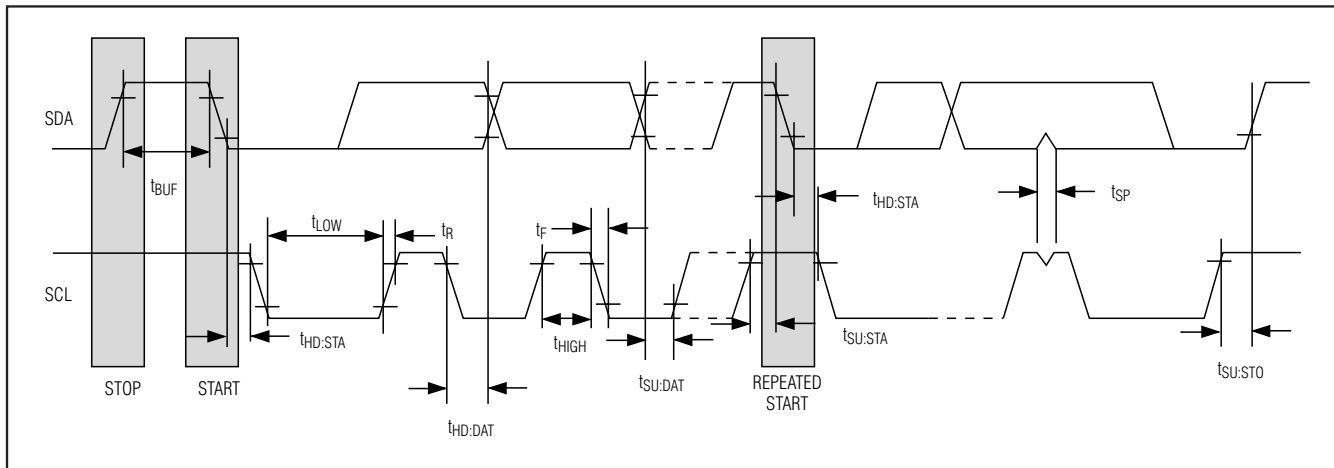 SDA
tBUF
tLOW
tR
tF
tHD:STA
tSP
SCL
tHD:STA
tHIGH
tSU:DAT
tSU:STA
tSU:STO
STOP
START
REPEATED
START
tHD:DAT